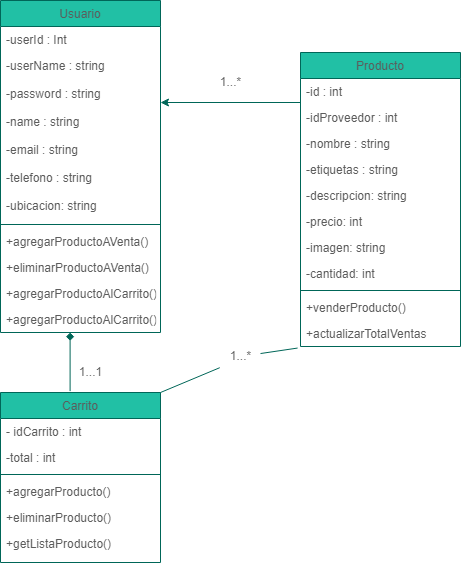 Usuario
-userId : Int
-userName : string
-password : string
-name : string
-email : string
-telefono : string
-ubicacion: string
+agregarProductoAVenta()
+eliminarProductoAVenta()
+agregarProductoAlCarrito()
+agregarProductoAlCarrito()
1...*
Producto
-id : int
-idProveedor : int
-nombre : string
-etiquetas : string
-descripcion: string
-precio: int
-imagen: string
-cantidad: int
+venderProducto()
+actualizarTotalVentas
1...1
1...*
Carrito
- idCarrito : int
-total : int
+agregarProducto()
+eliminarProducto()
+getListaProducto()